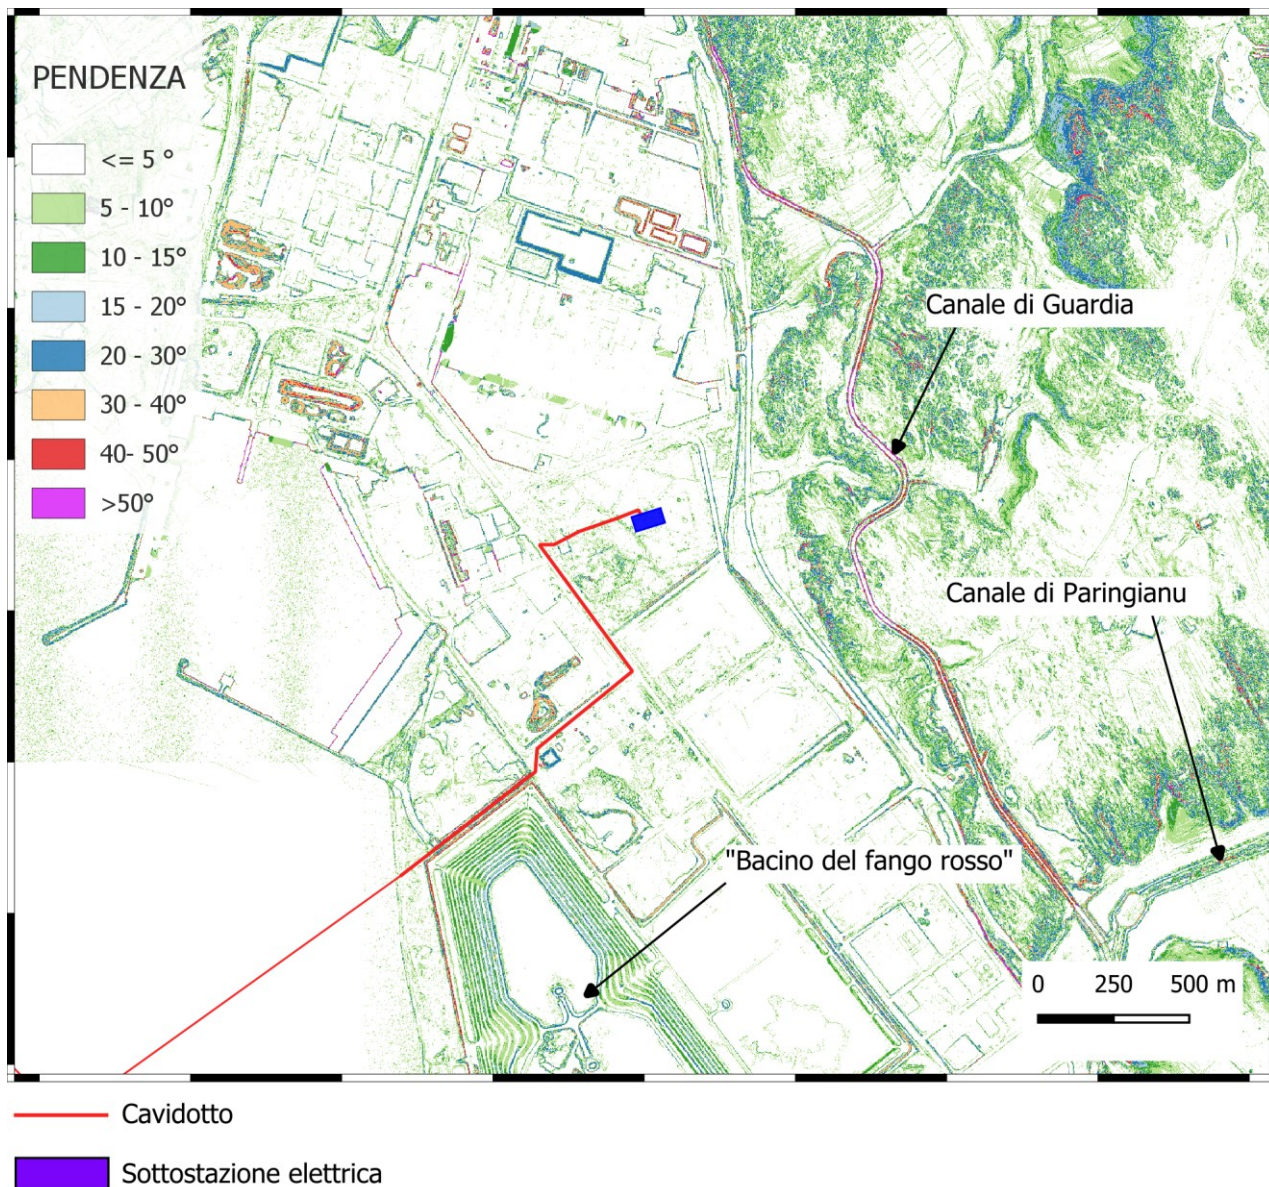 PENDENZA
<= 5 °
5 - 10°
10 - 15°
15 - 20°
20 - 30°
30 - 40°
40- 50°
>50°
Canale di Guardia
Canale di Paringianu
"Bacino del fango rosso"
0 250 500 m
Cavidotto
Sottostazione elettrica